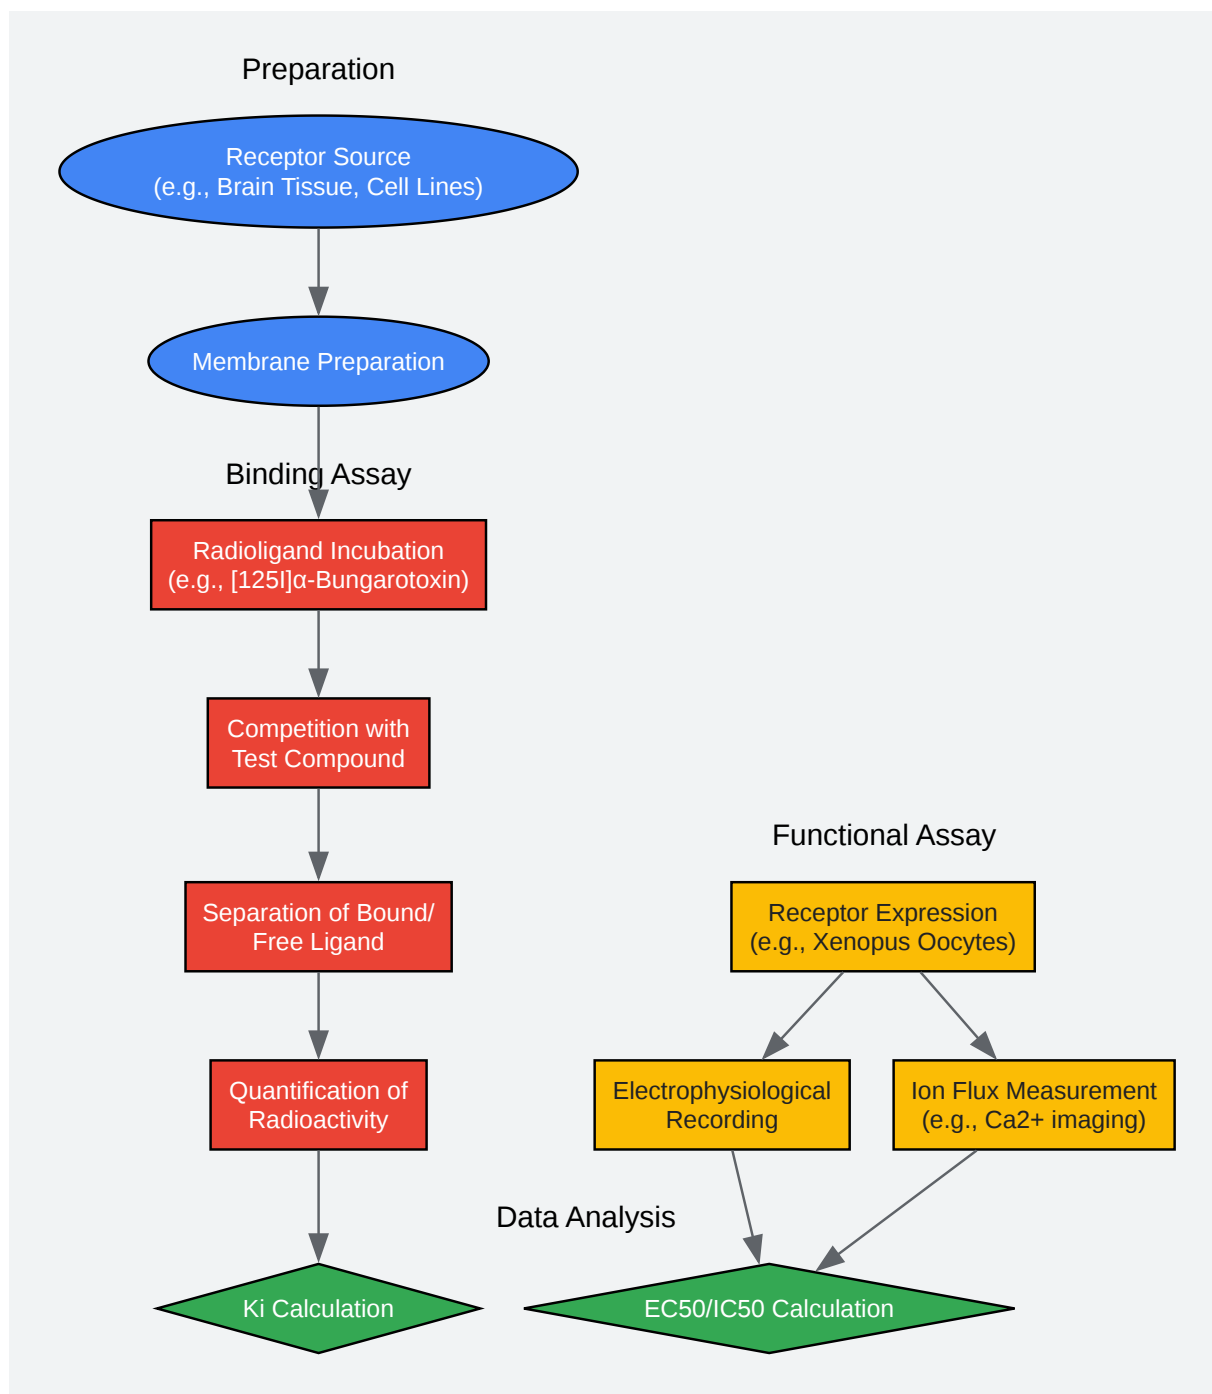 Preparation
Receptor Source
(e.g., Brain Tissue, Cell Lines)
Membrane Preparation
Binding Assay
Radioligand Incubation
(e.g., [125I]α-Bungarotoxin)
Competition with
Test Compound
Separation of Bound/
Free Ligand
Quantification of
Radioactivity
Functional Assay
Receptor Expression
(e.g., Xenopus Oocytes)
Electrophysiological
Recording
Ion Flux Measurement
(e.g., Ca2+ imaging)
Data Analysis
Ki Calculation
EC50/IC50 Calculation